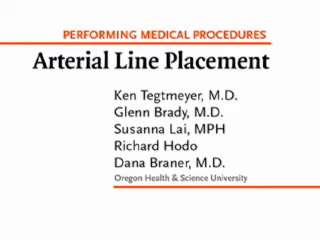 PERFORMING MEDICAL PROCEDURES
Arterial Line Placement
Ken Tegtmeyer, M.D.
Glenn Brady, M.D.
Susanna Lai, MPH
Richard Hodo
Dana Braner, M.D.
Oregon Health & Science University